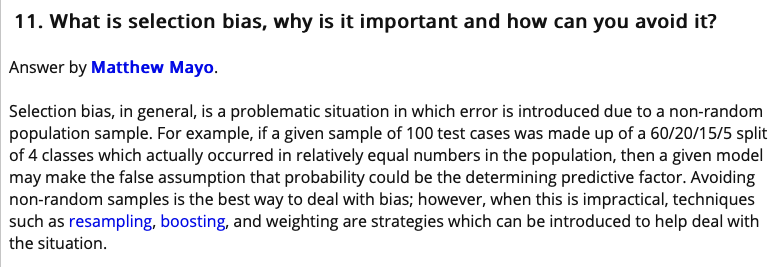 11. What is selection bias, why is it important and how can you avoid it?
Answer by Matthew Mayo.
Selection bias, in general, is a problematic situation in which error is introduced due to a non-random
population sample. For example, if a given sample of 100 test cases was made up of a 60/20/15/5 split
of 4 classes which actually occurred in relatively equal numbers in the population, then a given model
may make the false assumption that probability could be the determining predictive factor. Avoiding
non-random samples is the best way to deal with bias; however, when this is impractical, techniques
such as resampling, boosting, and weighting are strategies which can be introduced to help deal with
the situation.